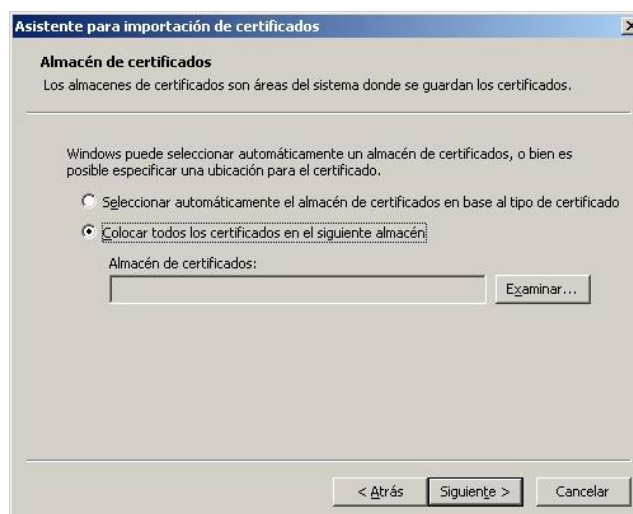 Asistente para importación de certificados
Almacén de certificados
Los almacenes de certificados son áreas del sistema donde se guardan los certificados.
Windows puede seleccionar automáticamente un almacén de certificados, o bien es
posible especificar una ubicación para el certificado.
Seleccionar automáticamente el almacén de certificados en base al tipo de certificado
Colocar todos los certificados en el siguiente almacén
Almacén de certificados:
Examinar...
< Atrás Siguiente > Cancelar